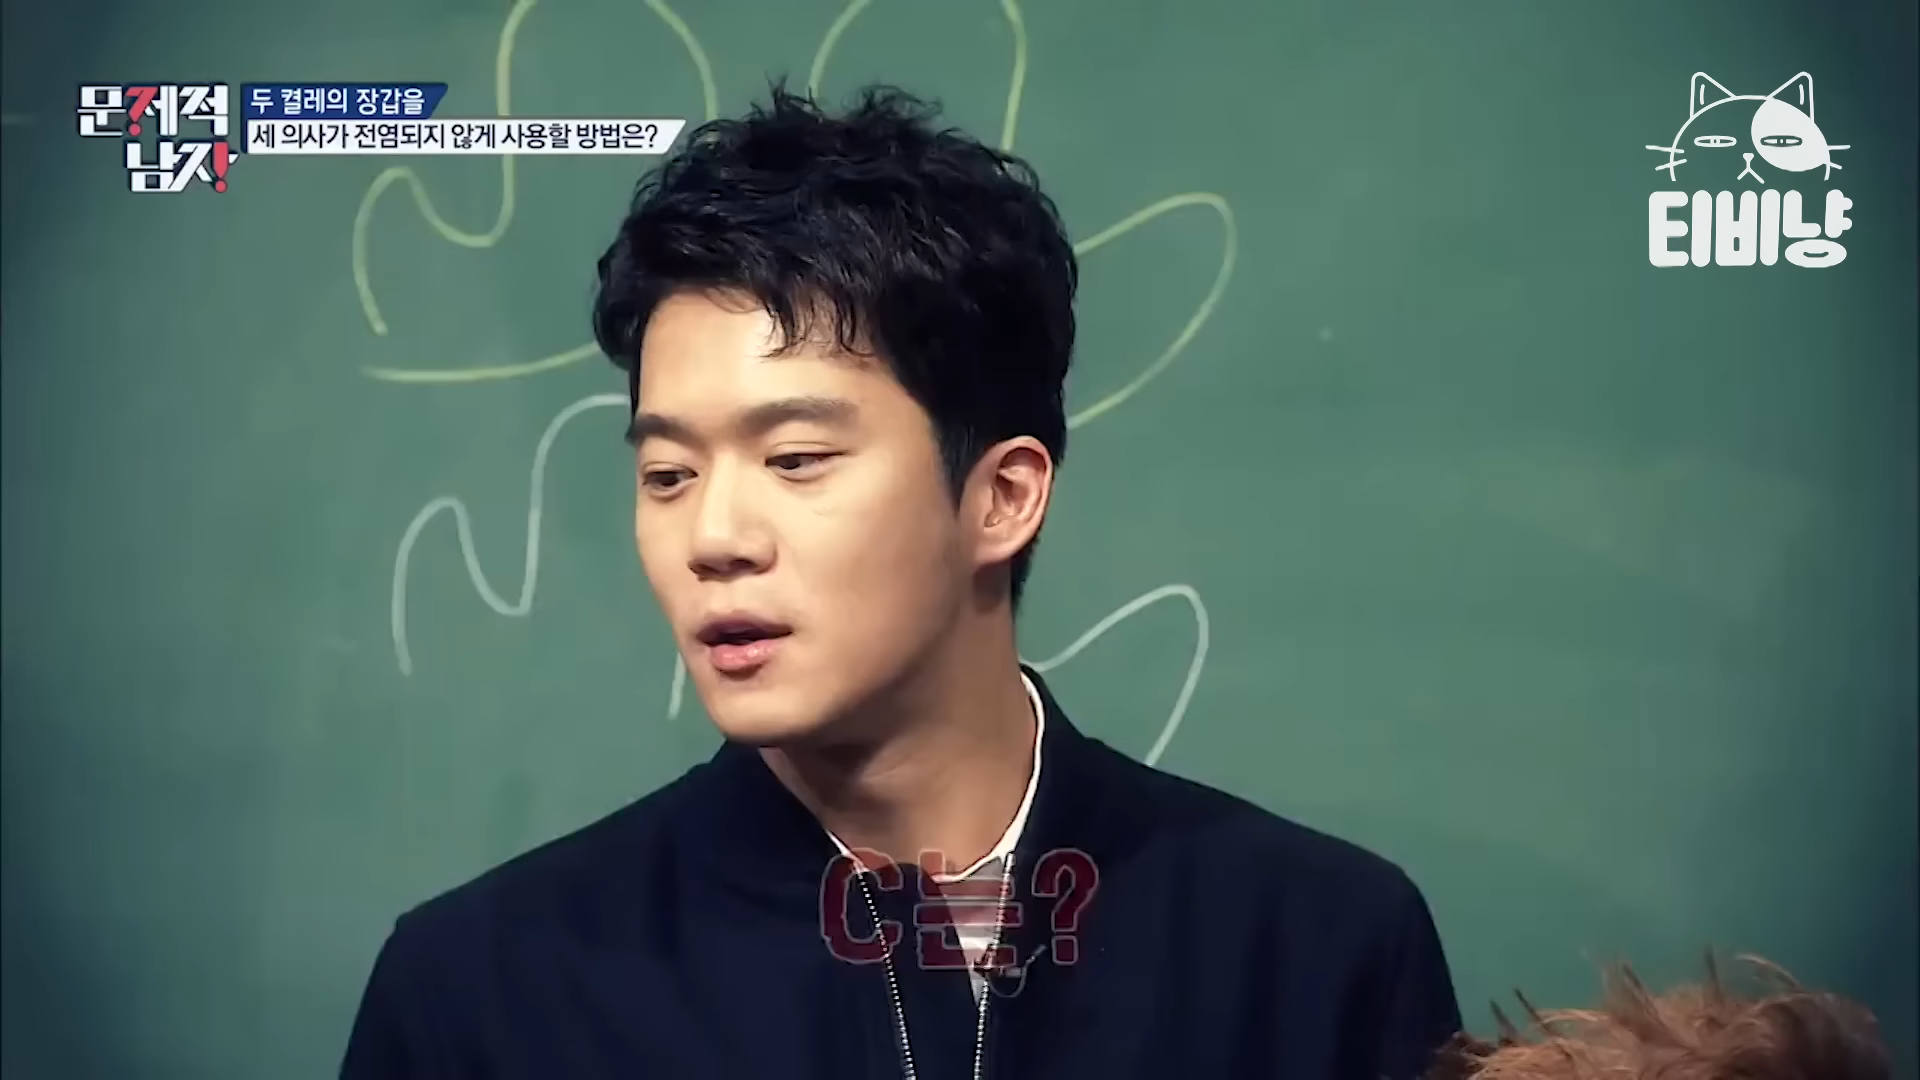 문제적
남자
두 켤레의 장갑을
세 의사가 전염되지 않게 사용할 방법은?
티비냥
C는?